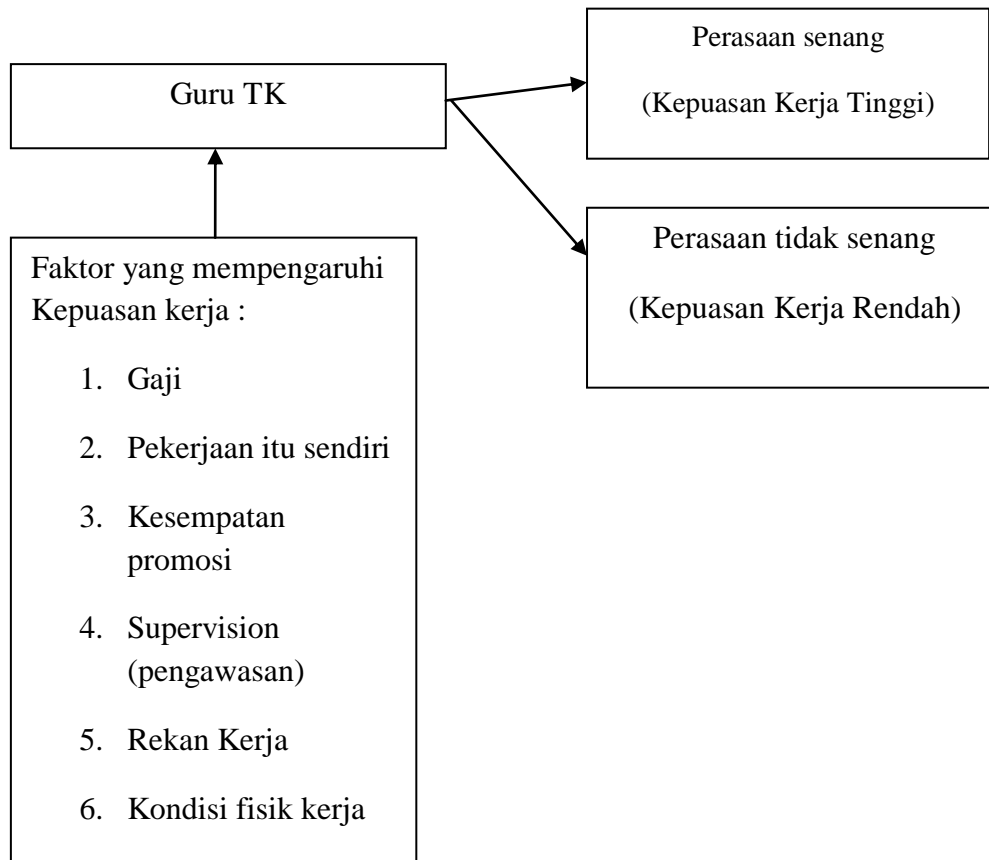 Guru TK
Perasaan senang
(Kepuasan Kerja Tinggi)
Perasaan tidak senang
(Kepuasan Kerja Rendah)
Faktor yang mempengaruhi
Kepuasan kerja :
1. Gaji
2. Pekerjaan itu sendiri
3. Kesempatan
promosi
4. Supervision
(pengawasan)
5. Rekan Kerja
6. Kondisi fisik kerja